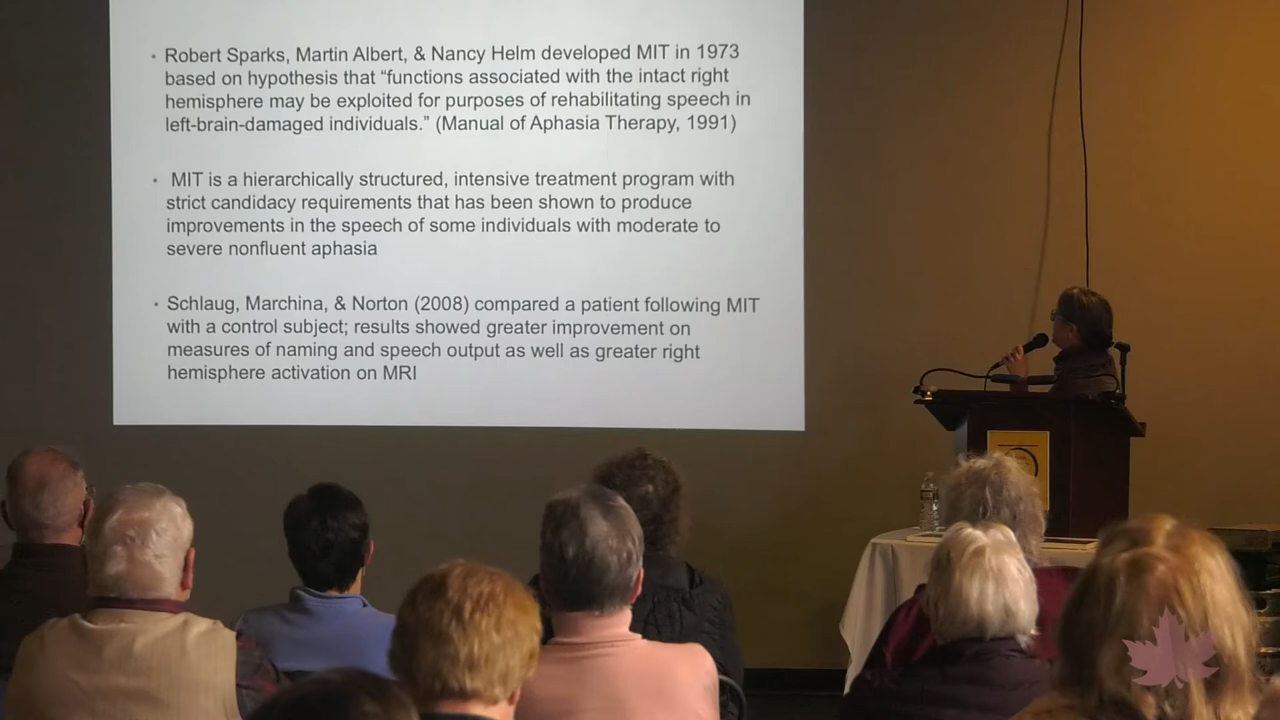 • Robert Sparks, Martin Albert, & Nancy Helm developed MIT in 1973
based on hypothesis that “functions associated with the intact right
hemisphere may be exploited for purposes of rehabilitating speech in
left-brain-damaged individuals.” (Manual of Aphasia Therapy, 1991)
• MIT is a hierarchically structured, intensive treatment program with
strict candidacy requirements that has been shown to produce
improvements in the speech of some individuals with moderate to
severe nonfluent aphasia
• Schlaug, Marchina, & Norton (2008) compared a patient following MIT
with a control subject; results showed greater improvement on
measures of naming and speech output as well as greater right
hemisphere activation on MRI